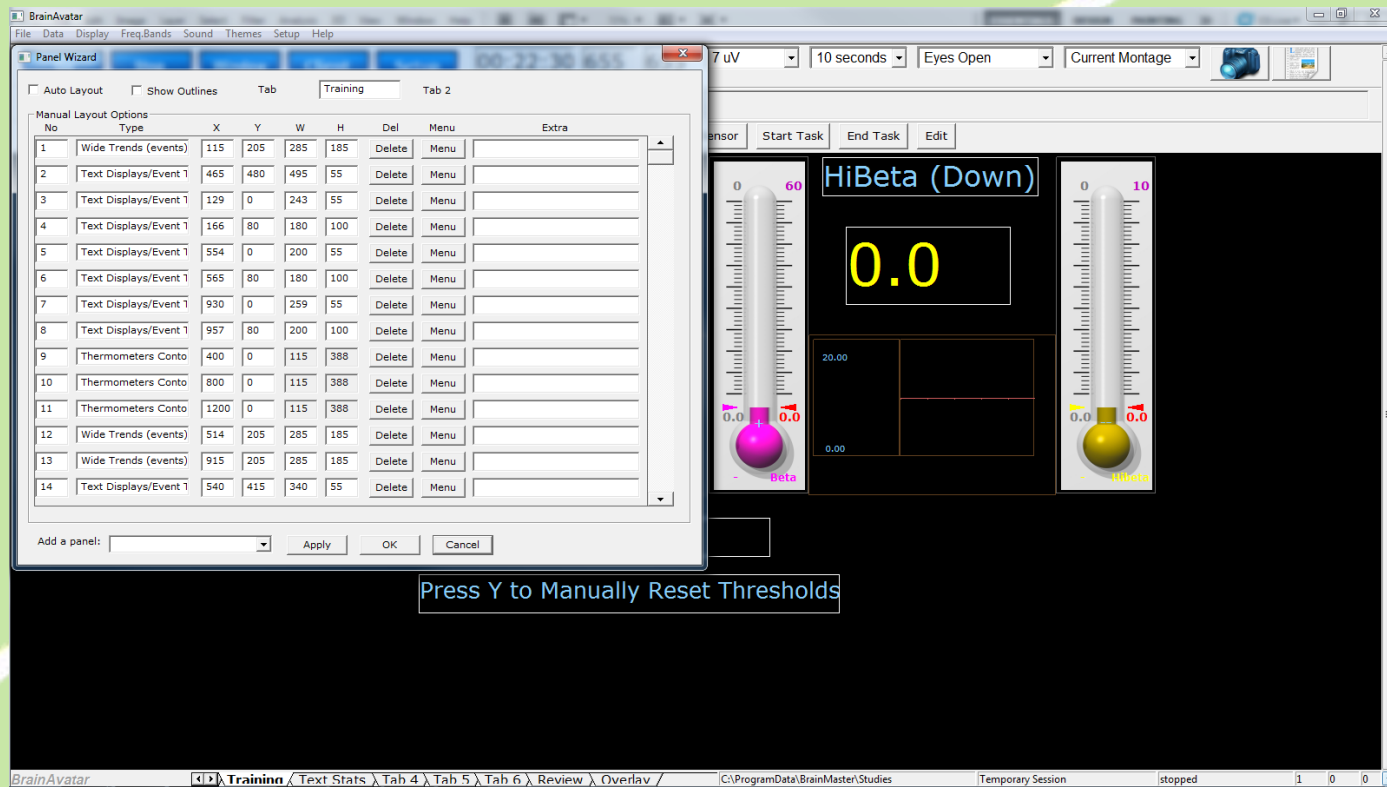 BrainAvatar
File Data Display Freq.Bands Sound Themes Setup Help
Panel Wizard
00:22:30 655
7 uV 10 seconds Eyes Open Current Montage
Auto Layout Show Outlines Tab Training Tab 2
Manual Layout Options
No Type X Y W H Del Menu Extra
1 Wide Trends (events) 115 205 285 185 Delete Menu
2 Text Displays/Event T 465 480 495 55 Delete Menu
3 Text Displays/Event T 129 0 243 55 Delete Menu
4 Text Displays/Event T 166 80 180 100 Delete Menu
5 Text Displays/Event T 554 0 200 55 Delete Menu
6 Text Displays/Event T 565 80 180 100 Delete Menu
7 Text Displays/Event T 930 0 259 55 Delete Menu
8 Text Displays/Event T 957 80 200 100 Delete Menu
9 Thermometers Conto 400 0 115 388 Delete Menu
10 Thermometers Conto 800 0 115 388 Delete Menu
11 Thermometers Conto 1200 0 115 388 Delete Menu
12 Wide Trends (events) 514 205 285 185 Delete Menu
13 Wide Trends (events) 915 205 285 185 Delete Menu
14 Text Displays/Event T 540 415 340 55 Delete Menu
Add a panel: Apply OK Cancel
ensor Start Task End Task Edit
0 60
HiBeta (Down)
0 10
0.0
20.00
0.00
0.0 0.0
- Beta
0.0 0.0
HiBeta
Press Y to Manually Reset Thresholds
BrainAvatar Training Text Stats Tab 4 Tab 5 Tab 6 Review Overlay C:\ProgramData\BrainMaster\Studies Temporary Session stopped 1 0 0